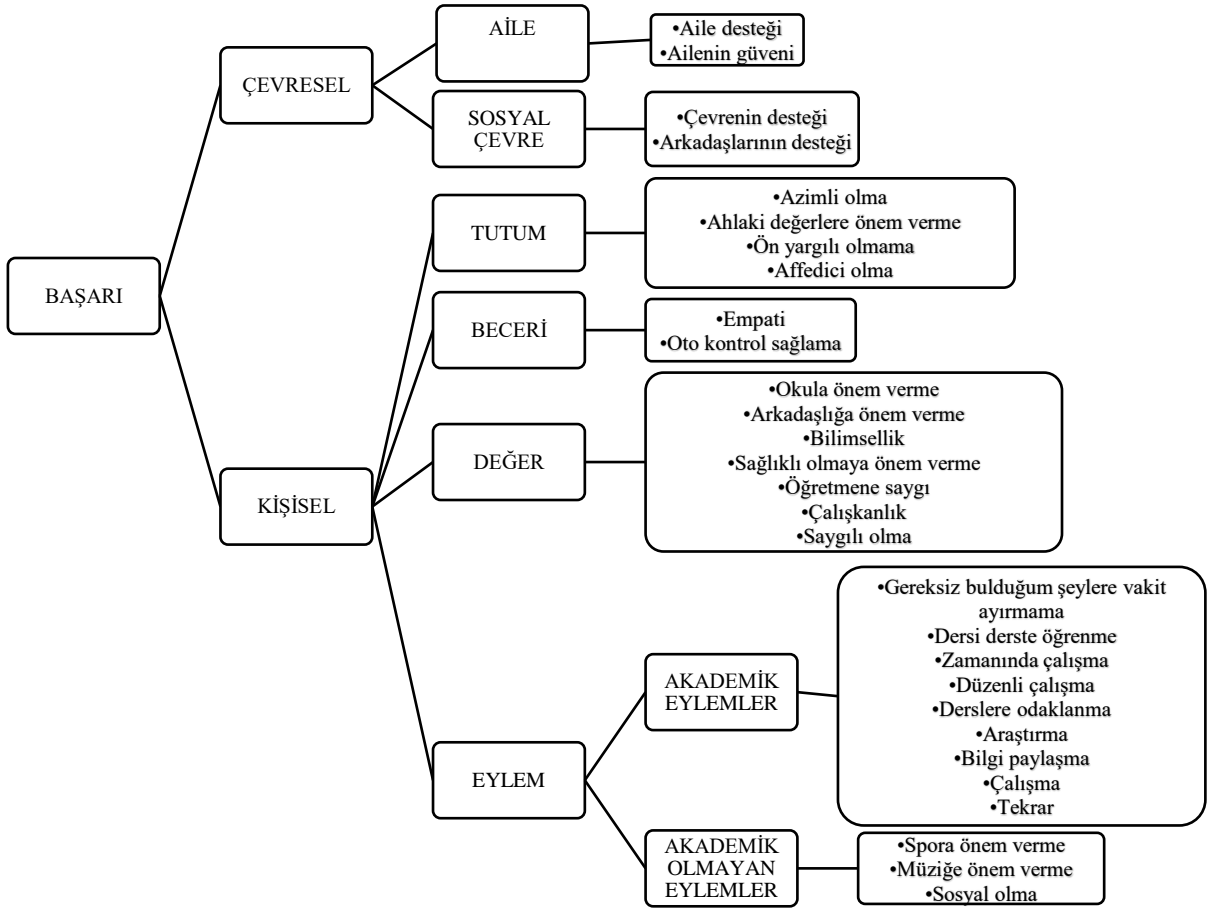 AİLE
•Aile desteği
•Ailenin güveni
ÇEVRESEL
SOSYAL
ÇEVRE
•Çevrenin desteği
•Arkadaşlarının desteği
TUTUM
•Azimli olma
•Ahlaki değerlere önem verme
•Ön yargılı olmama
•Affedici olma
BAŞARI
BECERİ
•Empati
•Oto kontrol sağlama
DEĞER
•Okula önem verme
•Arkadaşlığa önem verme
•Bilimsellik
•Sağlıklı olmaya önem verme
•Öğretmene saygı
•Çalışkanlık
•Saygılı olma
KİŞİSEL
AKADEMİK
EYLEMLER
•Gereksiz bulduğum şeylere vakit
ayırmama
•Dersi derste öğrenme
•Zamanında çalışma
•Düzenli çalışma
•Derslere odaklanma
•Araştırma
•Bilgi paylaşma
•Çalışma
•Tekrar
EYLEM
AKADEMİK
OLMAYAN
EYLEMLER
•Spora önem verme
•Müziğe önem verme
•Sosyal olma